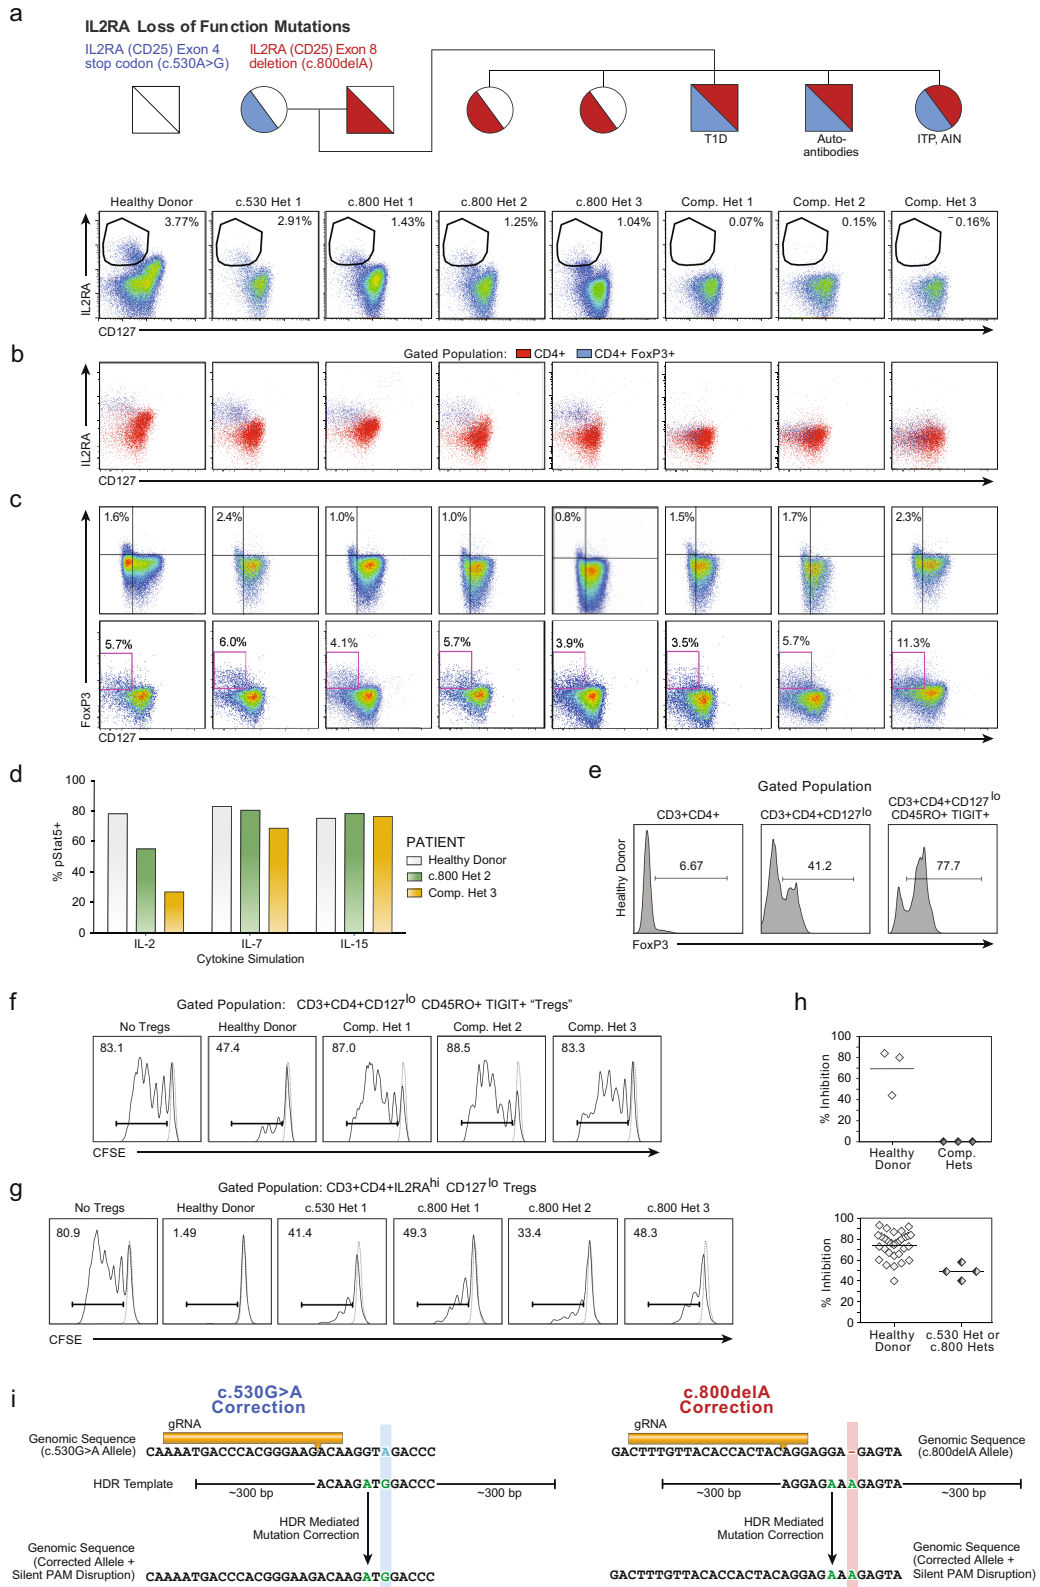 a
IL2RA Loss of Function Mutations
IL2RA (CD25) Exon 4
stop codon (c.530A>G)
IL2RA (CD25) Exon 8
deletion (c.800delA)
T1D
Auto-
antibodies
ITP, AIN
Healthy Donor
c.530 Het 1
c.800 Het 1
c.800 Het 2
c.800 Het 3
Comp. Het 1
Comp. Het 2
Comp. Het 3
3.77%
2.91%
1.43%
1.25%
1.04%
0.07%
0.15%
0.16%
IL2RA
CD127
b
Gated Population: CD4+ CD4+ FoxP3+
IL2RA
CD127
c
1.6%
2.4%
1.0%
1.0%
0.8%
1.5%
1.7%
2.3%
5.7%
6.0%
4.1%
5.7%
3.9%
3.5%
5.7%
11.3%
FoxP3
CD127
d
100
80
60
40
20
0
% pStat5+
IL-2
IL-7
IL-15
Cytokine Simulation
PATIENT
Healthy Donor
c.800 Het 2
Comp. Het 3
e
Gated Population
CD3+CD4+
CD3+CD4+CD127lo
CD3+CD4+CD127lo
CD45RO+ TIGIT+
Healthy Donor
6.67
41.2
77.7
FoxP3
f
Gated Population: CD3+CD4+CD127lo CD45RO+ TIGIT+ "Tregs"
No Tregs
Healthy Donor
Comp. Het 1
Comp. Het 2
Comp. Het 3
83.1
47.4
87.0
88.5
83.3
CFSE
g
Gated Population: CD3+CD4+IL2RAhi CD127lo Tregs
No Tregs
Healthy Donor
c.530 Het 1
c.800 Het 1
c.800 Het 2
c.800 Het 3
80.9
1.49
41.4
49.3
33.4
48.3
CFSE
h
100
80
60
40
20
0
% Inhibition
Healthy
Donor
Comp.
Hets
100
80
60
40
20
0
% Inhibition
Healthy
Donor
c.530 Het or
c.800 Hets
i
c.530G>A
Correction
gRNA
Genomic Sequence
(c.530G>A Allele)
CAAAATGACCCACGGGAAGACAAGGTAGACCC
HDR Template
ACAAGATGGACCC
~300 bp
~300 bp
HDR Mediated
Mutation Correction
Genomic Sequence
(Corrected Allele +
Silent PAM Disruption)
CAAAATGACCCACGGGAAGACAAGATGGACCC
c.800delA
Correction
gRNA
GACTTTGTTACACCACTACAGGAGGA-GAGTA
Genomic Sequence
(c.800delA Allele)
AGGAGAAAGAGTA
~300 bp
~300 bp
HDR Mediated
Mutation Correction
GACTTTGTTACACCACTACAGGAGAAAGAGTA
Genomic Sequence
(Corrected Allele +
Silent PAM Disruption)